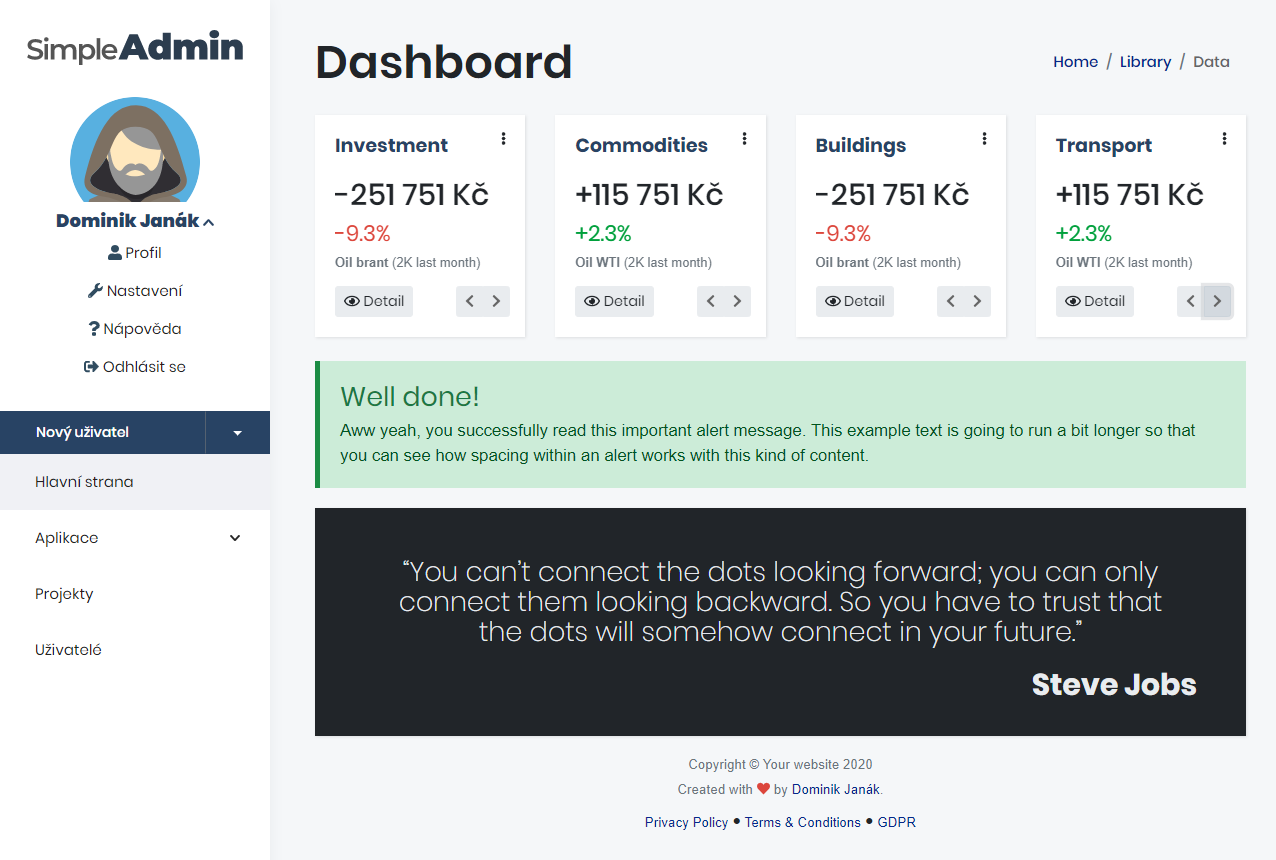 SimpleAdmin
Dominik Janák
Profil
Nastavení
Nápověda
Odhlásit se
Nový uživatel
Hlavní strana
Aplikace
Projekty
Uživatelé
Dashboard
Home / Library / Data
Investment
-251 751 Kč
-9.3%
Oil brant (2K last month)
Detail
Commodities
+115 751 Kč
+2.3%
Oil WTI (2K last month)
Detail
Buildings
-251 751 Kč
-9.3%
Oil brant (2K last month)
Detail
Transport
+115 751 Kč
+2.3%
Oil WTI (2K last month)
Detail
Well done!
Aww yeah, you successfully read this important alert message. This example text is going to run a bit longer so that
you can see how spacing within an alert works with this kind of content.
“You can’t connect the dots looking forward; you can only
connect them looking backward. So you have to trust that
the dots will somehow connect in your future.”
Steve Jobs
Copyright © Your website 2020
Created with ❤ by Dominik Janák.
Privacy Policy • Terms & Conditions • GDPR